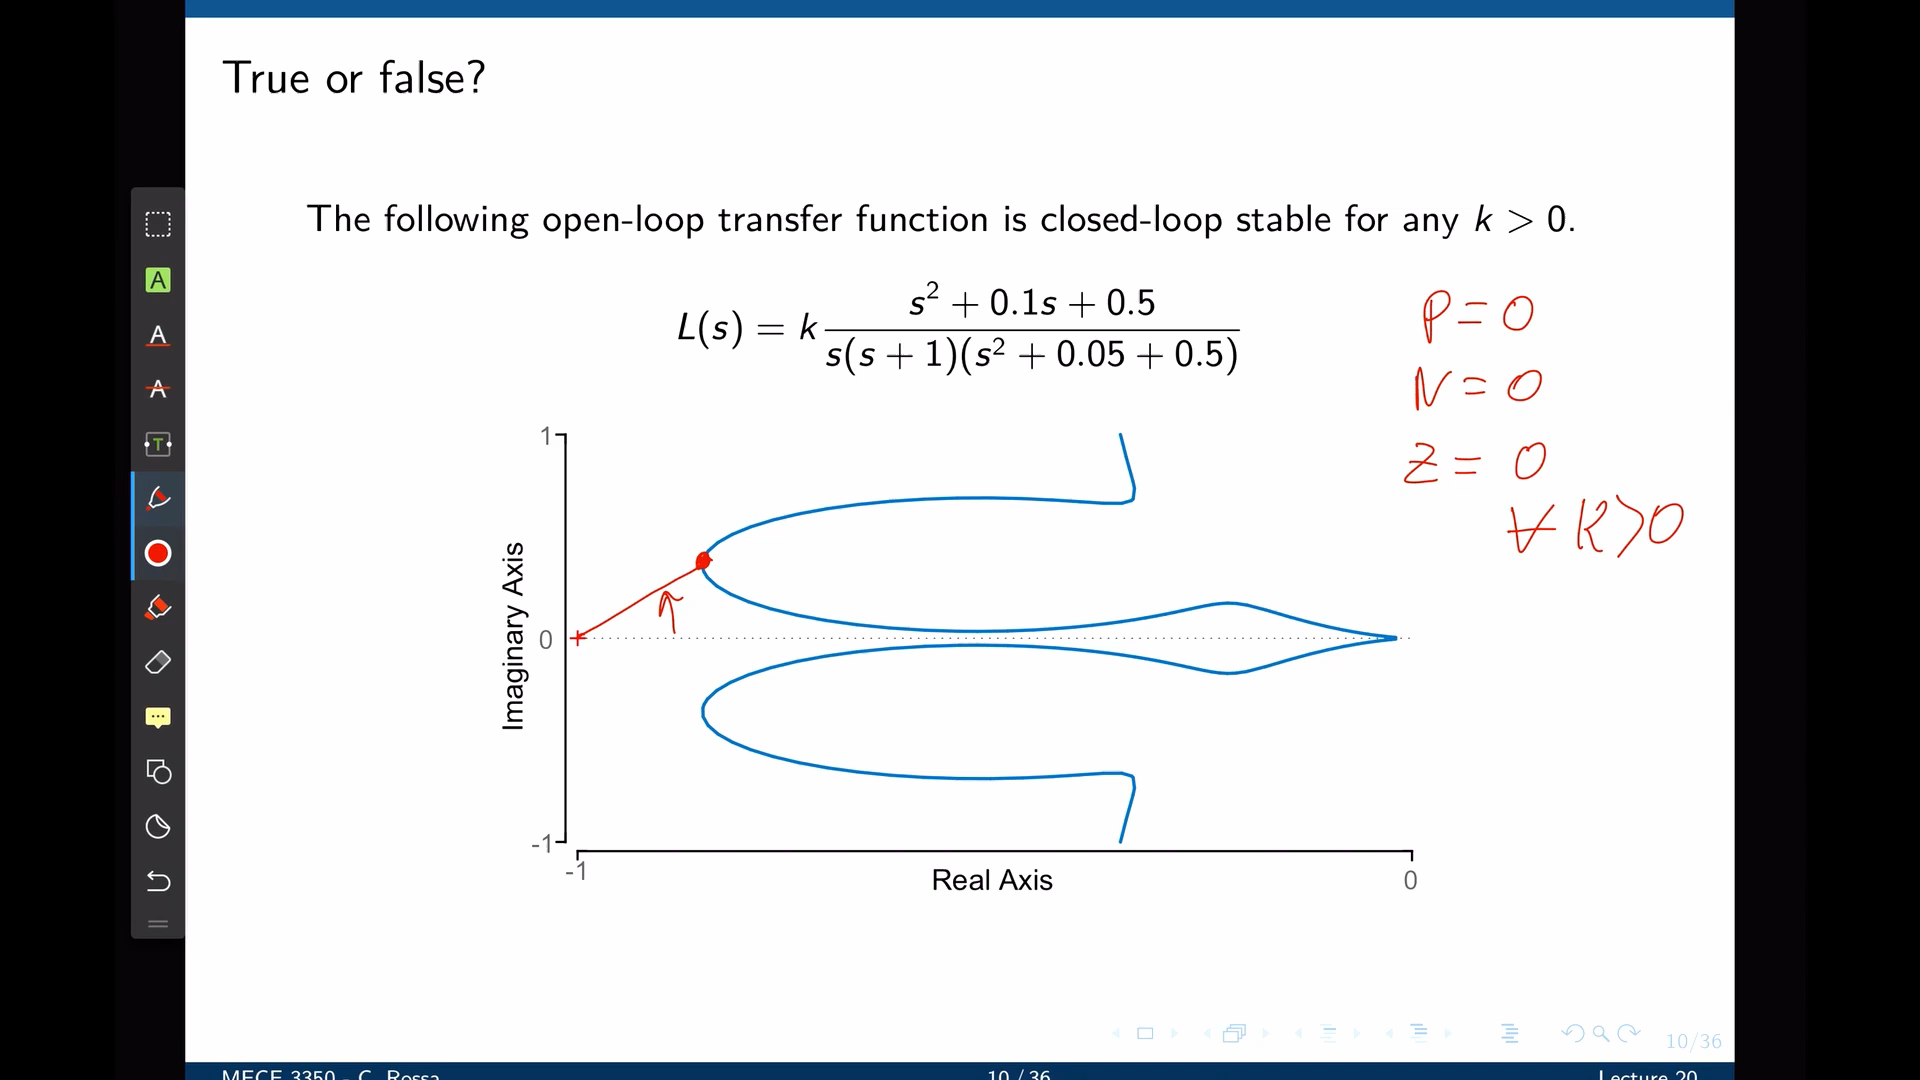 True or false?
The following open-loop transfer function is closed-loop stable for any k > 0.
L(s) = k (s² + 0.1s + 0.5) / (s(s + 1)(s² + 0.05 + 0.5))
P = 0
N = 0
Z = 0
∀ K>0
A
A
A
T
1
0
-1
Imaginary Axis
-1
0
Real Axis
10/36
MECE 3350 - C. Rossa
10 / 36
Lecture 20